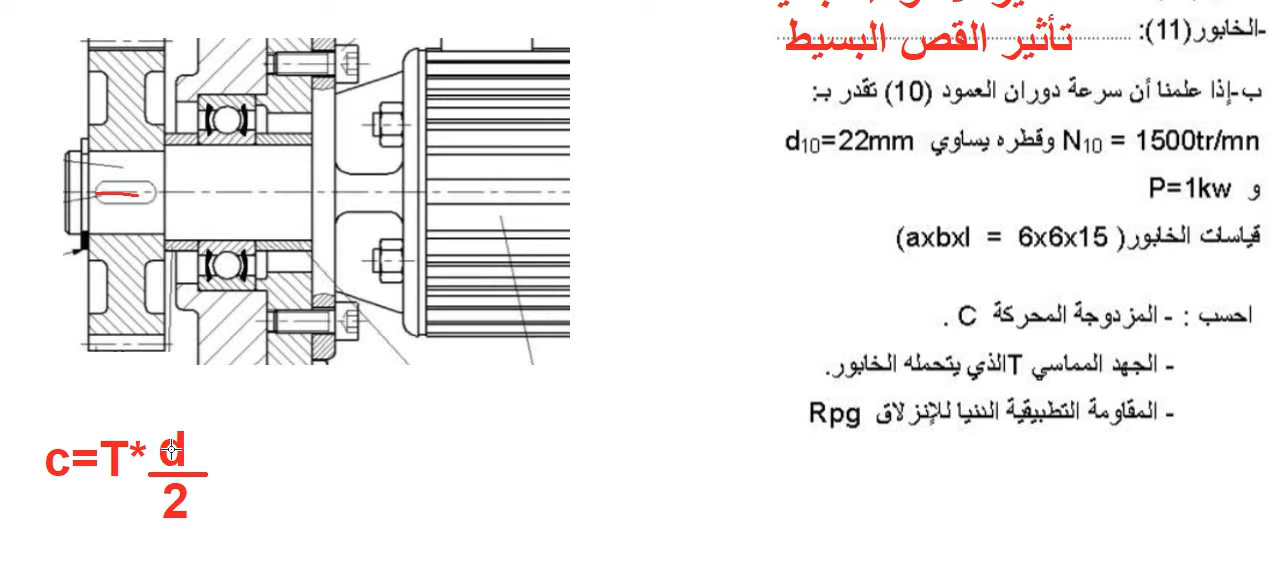 -الخابور(11): تأثير القص البسيط
ب-إذا علمنا أن سرعة دوران العمود (10) تقدر بـ:
N10 = 1500tr/mn وقطره يساوي d10=22mm
و P=1kw
قياسات الخابور( axbxl = 6x6x15)
احسب : - المزدوجة المحركة C .
- الجهد المماسي Tالذي يتحمله الخابور.
- المقاومة التطبيقية الدنيا للإنزلاق Rpg
c=T*d
2